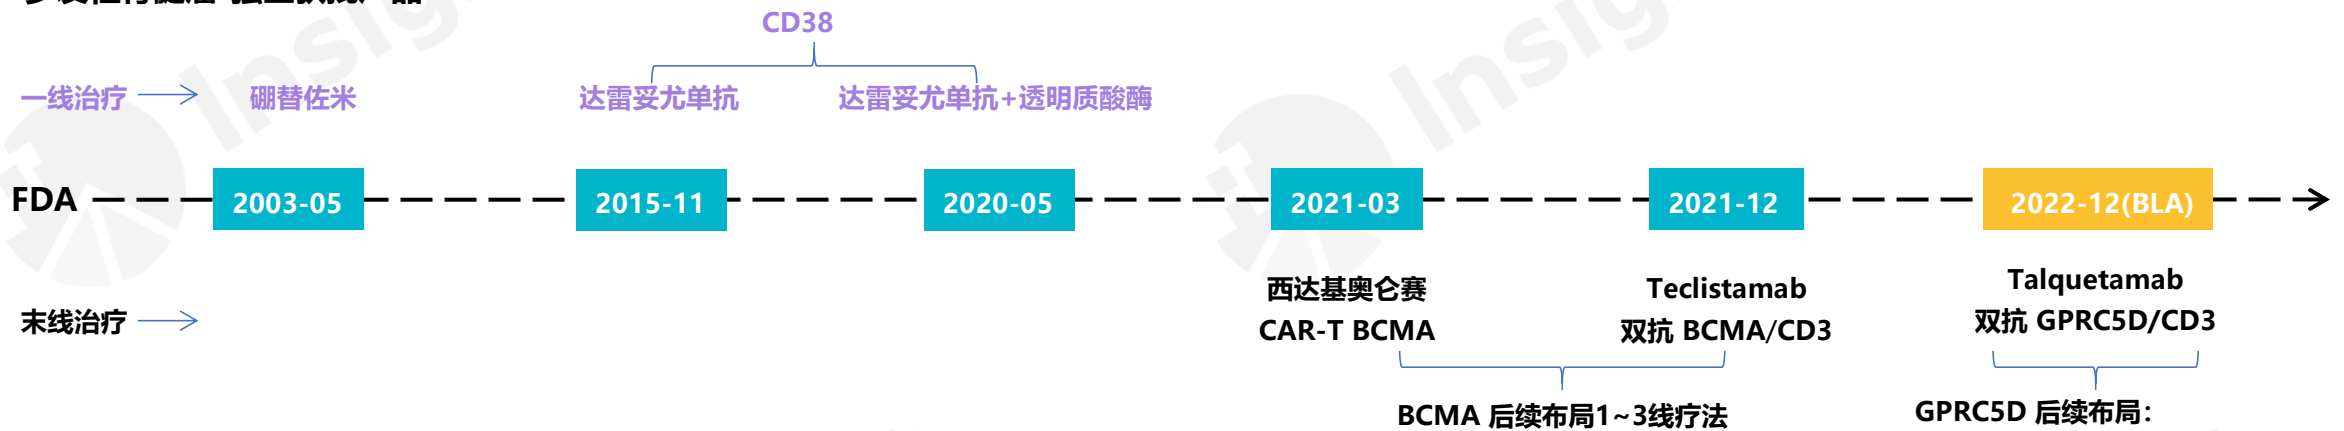 CD38
一线治疗 硼替佐米 达雷妥尤单抗 达雷妥尤单抗+透明质酸酶
FDA 2003-05 2015-11 2020-05 2021-03 2021-12 2022-12(BLA)
末线治疗
西达基奥仑赛
CAR-T BCMA
Teclistamab
双抗 BCMA/CD3
Talquetamab
双抗 GPRC5D/CD3
BCMA 后续布局1~3线疗法
GPRC5D 后续布局：